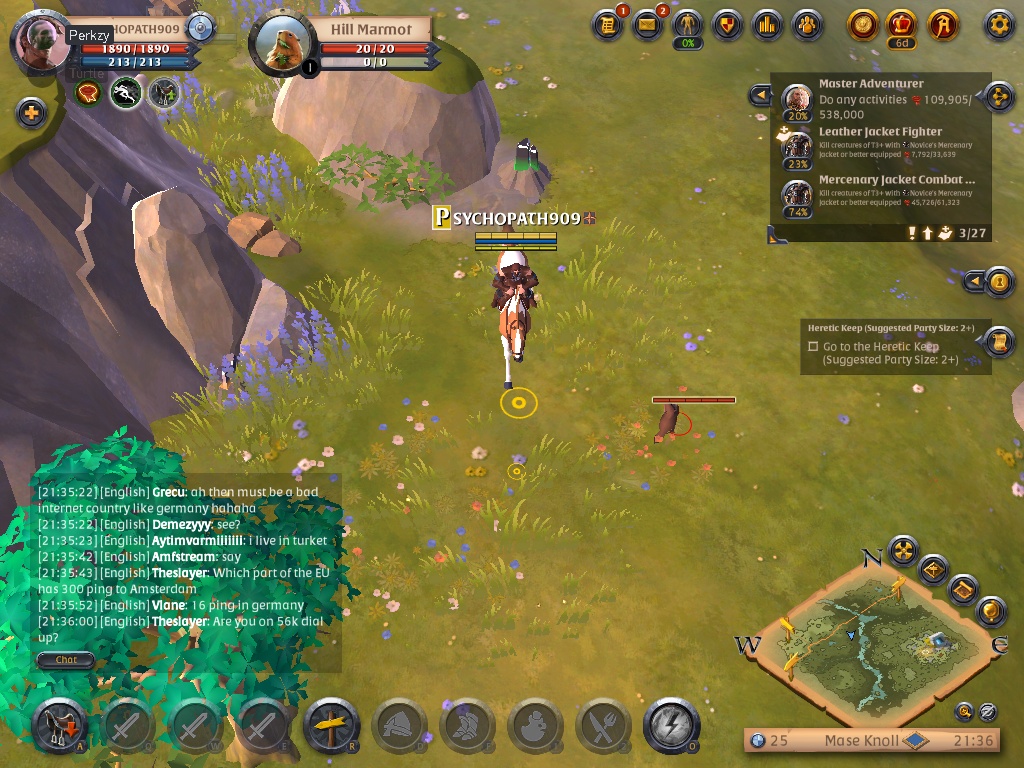 Perkzy
HOPATH909
1890 / 1890
213 / 213
Turtle
Hill Marmot
20 / 20
0 / 0
I
1
2
0%
6d
Master Adventurer
Do any activities 109,905/
538,000
20%
Leather Jacket Fighter
Kill creatures of T3+ with Novice's Mercenary
Jacket or better equipped 7,792/33,639
23%
Mercenary Jacket Combat ...
Kill creatures of T3+ with Novice's Mercenary
Jacket or better equipped 45,726/61,323
74%
3/27
PSYCHOPATH909
Heretic Keep (Suggested Party Size: 2+)
Go to the Heretic Keep
(Suggested Party Size: 2+)
[21:35:22] [English] Grecu: ah then must be a bad
internet country like germany hahaha
[21:35:22] [English] Demezyyy: see?
[21:35:23] [English] Aytimvarmiiiiiii: i live in turket
[21:35:42] [English] Amfstream: say
[21:35:43] [English] Theslayer: Which part of the EU
has 300 ping to Amsterdam
[21:35:52] [English] Vlane: 16 ping in germany
[21:36:00] [English] Theslayer: Are you on 56k dial
up?
Chat
N
W
E
A
Q
W
E
R
D
F
O
25
Mase Knoll
21:36